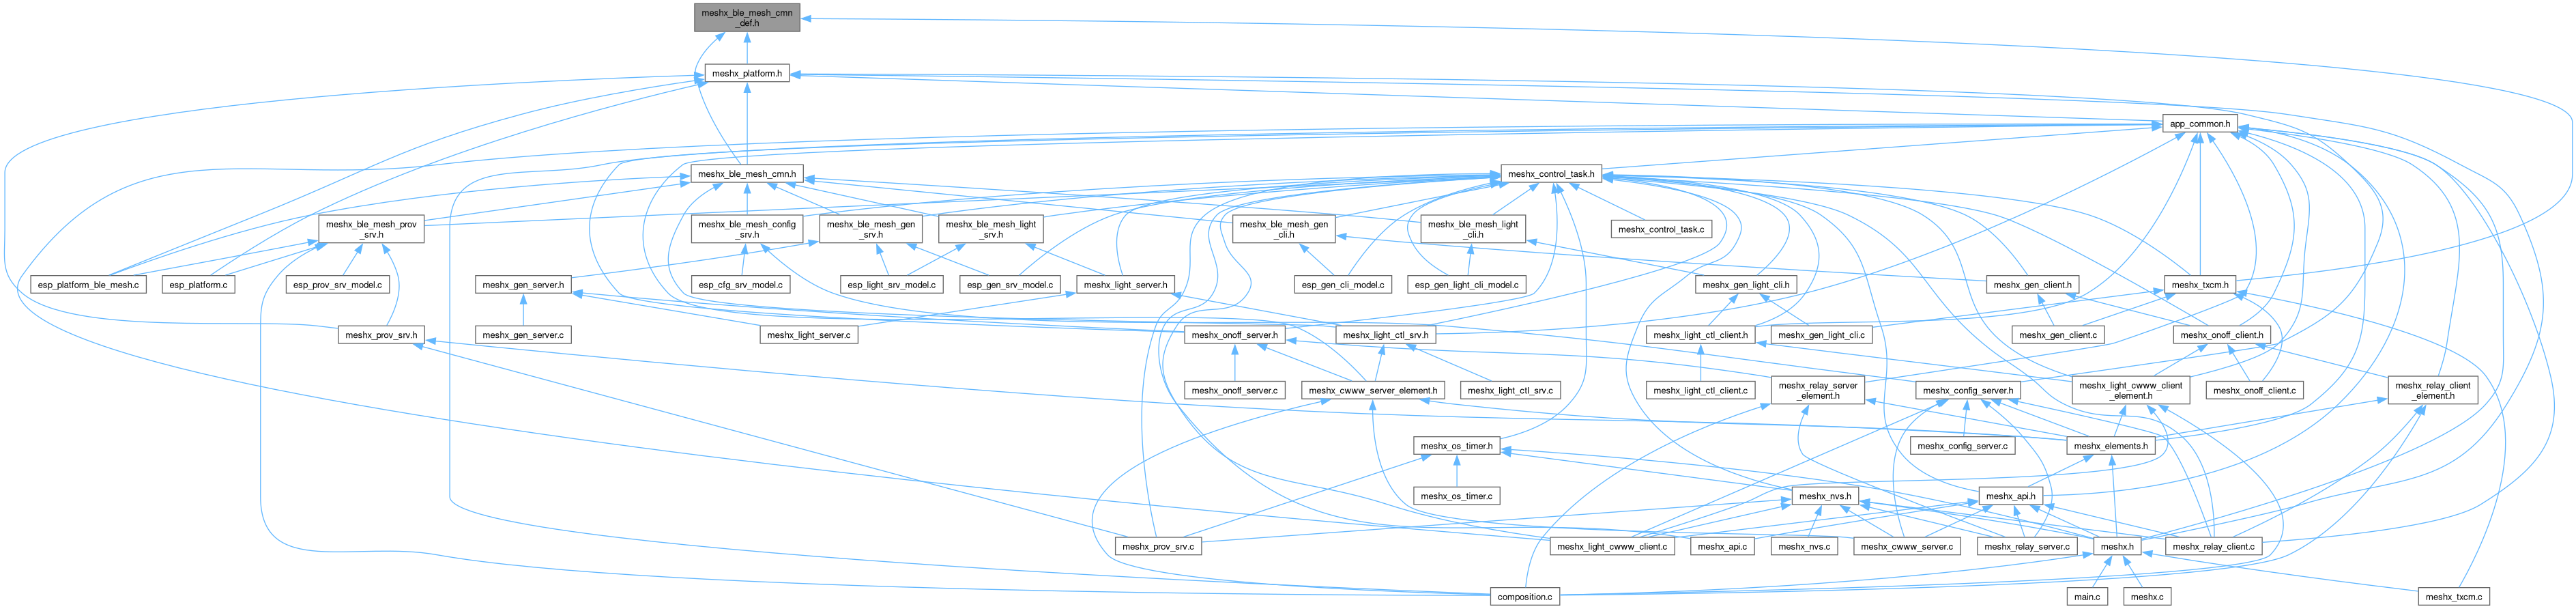 meshx_ble_mesh_cmn
_def.h
meshx_platform.h
app_common.h
meshx_ble_mesh_cmn.h
meshx_control_task.h
meshx_ble_mesh_prov
_srv.h
meshx_ble_mesh_config
_srv.h
meshx_ble_mesh_gen
_srv.h
meshx_ble_mesh_light
_srv.h
meshx_ble_mesh_gen
_cli.h
meshx_ble_mesh_light
_cli.h
meshx_control_task.c
esp_platform_ble_mesh.c
esp_platform.c
esp_prov_srv_model.c
meshx_gen_server.h
esp_cfg_srv_model.c
esp_light_srv_model.c
esp_gen_srv_model.c
meshx_light_server.h
esp_gen_cli_model.c
esp_gen_light_cli_model.c
meshx_gen_light_cli.h
meshx_gen_client.h
meshx_txcm.h
meshx_prov_srv.h
meshx_gen_server.c
meshx_light_server.c
meshx_onoff_server.h
meshx_light_ctl_srv.h
meshx_light_ctl_client.h
meshx_gen_light_cli.c
meshx_gen_client.c
meshx_onoff_client.h
meshx_onoff_server.c
meshx_cwww_server_element.h
meshx_light_ctl_srv.c
meshx_light_ctl_client.c
meshx_relay_server
_element.h
meshx_config_server.h
meshx_light_cwww_client
_element.h
meshx_onoff_client.c
meshx_relay_client
_element.h
meshx_os_timer.h
meshx_config_server.c
meshx_elements.h
meshx_os_timer.c
meshx_nvs.h
meshx_api.h
meshx_prov_srv.c
meshx_light_cwww_client.c
meshx_api.c
meshx_nvs.c
meshx_cwww_server.c
meshx_relay_server.c
meshx.h
meshx_relay_client.c
composition.c
main.c
meshx.c
meshx_txcm.c